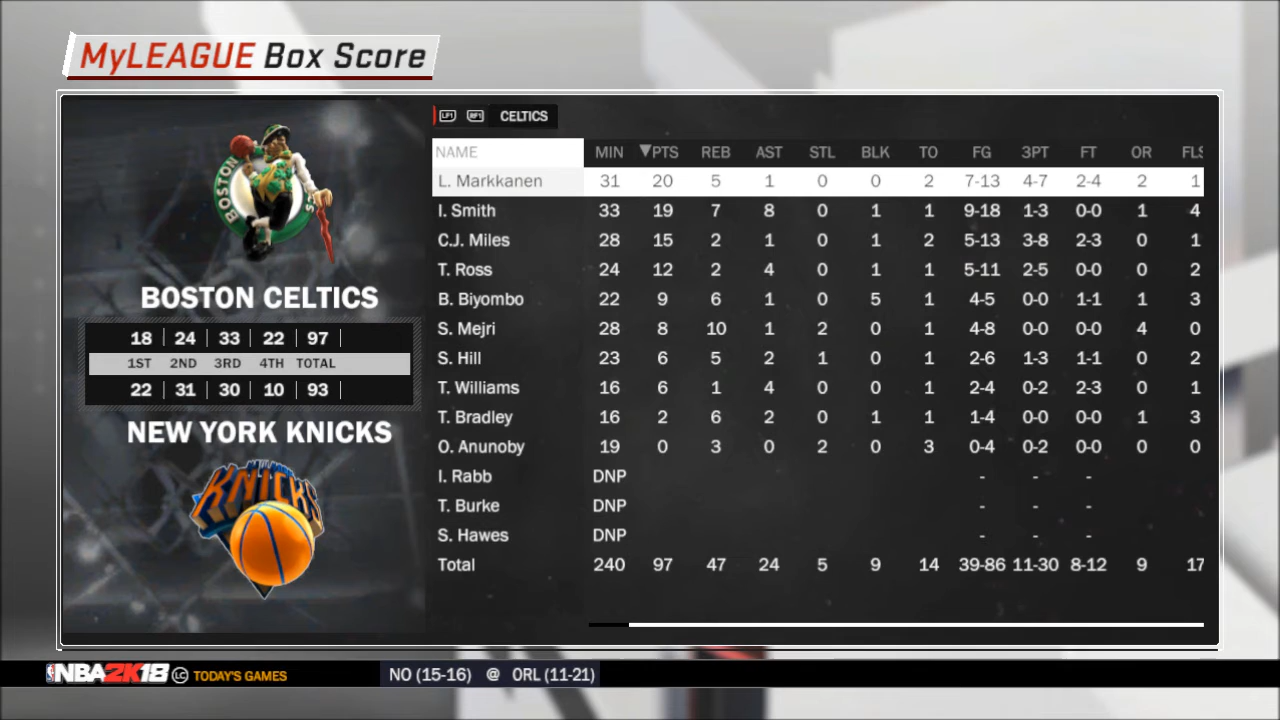 MyLEAGUE Box Score
BOSTON
BOSTON CELTICS
18 24 33 22 97
1ST 2ND 3RD 4TH TOTAL
22 31 30 10 93
NEW YORK KNICKS
KNICKS
LF1 RF1 CELTICS
NAME MIN ▼PTS REB AST STL BLK TO FG 3PT FT OR FLS
L. Markkanen 31 20 5 1 0 0 2 7-13 4-7 2-4 2 1
I. Smith 33 19 7 8 0 1 1 9-18 1-3 0-0 1 4
C.J. Miles 28 15 2 1 0 1 2 5-13 3-8 2-3 0 1
T. Ross 24 12 2 4 0 1 1 5-11 2-5 0-0 0 2
B. Biyombo 22 9 6 1 0 5 1 4-5 0-0 1-1 1 3
S. Mejri 28 8 10 1 2 0 1 4-8 0-0 0-0 4 0
S. Hill 23 6 5 2 1 0 1 2-6 1-3 1-1 0 2
T. Williams 16 6 1 4 0 0 1 2-4 0-2 2-3 0 1
T. Bradley 16 2 6 2 0 1 1 1-4 0-0 0-0 1 3
O. Anunoby 19 0 3 0 2 0 3 0-4 0-2 0-0 0 0
I. Rabb DNP - - -
T. Burke DNP - - -
S. Hawes DNP - - -
Total 240 97 47 24 5 9 14 39-86 11-30 8-12 9 17
NBA2K18 LC TODAY'S GAMES NO (15-16) @ ORL (11-21)